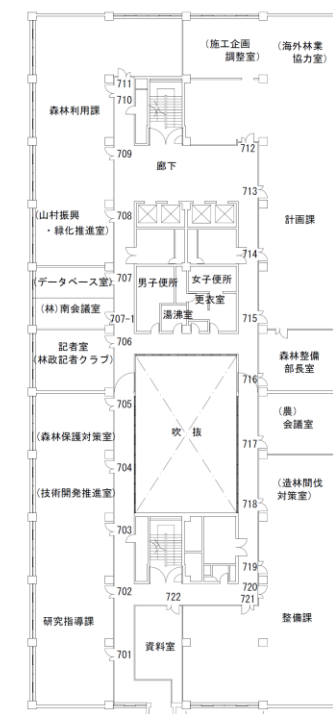 (施工企画
調整室)
(海外林業
協力室)
森林利用課
711
710
709
廊下
712
713
(山村振興
・緑化推進室)
708
計画課
714
(データベース室)
707
男子便所
女子便所
更衣室
(林)南会議室
707-1
湯沸室
715
706
記者室
(林政記者クラブ)
森林整備
部長室
716
705
(農)
会議室
吹 抜
(森林保護対策室)
717
704
(技術開発推進室)
(造林間伐
対策室)
718
703
719
720
702
722
721
研究指導課
資料室
整備課
701